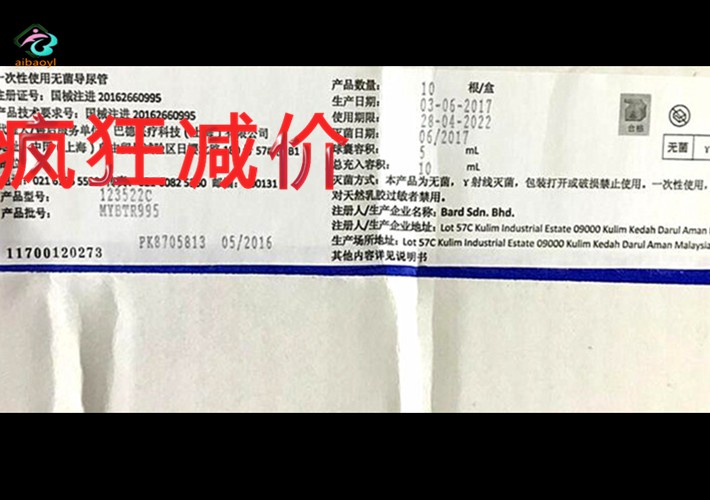 aibaoyl
一次性使用无菌导尿管
注册证号：国械注进 20162660995
产品技术要求号：国械注进 20162660995
疯狂减价
产品型号： 123522C
产品批号： MYBTR995
PK8705813 05/2016
11700120273
产品数量： 10 根/盒
生产日期： 03-06-2017
使用期限： 28-04-2022
灭菌日期： 06/2017
球囊容积： 5 mL
总充入容积： 10 mL
灭菌方式：本产品为无菌，γ射线灭菌，包装打开或破损禁止使用。一次性使用，
对天然乳胶过敏者禁用。
注册人/生产企业名称：Bard Sdn. Bhd.
注册人/生产企业地址：Lot 57C Kulim Industrial Estate 09000 Kulim Kedah Darul Aman
生产场所地址：Lot 57C Kulim Industrial Estate 09000 Kulim Kedah Darul Aman Malaysia
其他内容详见说明书
合格
无菌 γ